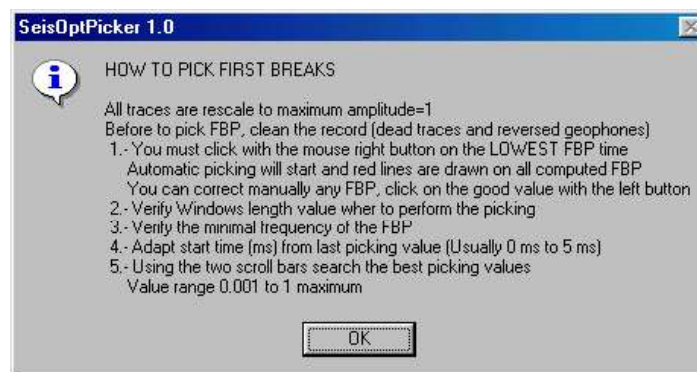 SeisOptPicker 1.0
HOW TO PICK FIRST BREAKS
All traces are rescale to maximum amplitude=1
Before to pick FBP, clean the record (dead traces and reversed geophones)
1.- You must click with the mouse right button on the LOWEST FBP time
Automatic picking will start and red lines are drawn on all computed FBP
You can correct manually any FBP, click on the good value with the left button
2.- Verify Windows length value wher to perform the picking
3.- Verify the minimal frequency of the FBP
4.- Adapt start time (ms) from last picking value (Usually 0 ms to 5 ms)
5.- Using the two scroll bars search the best picking values
Value range 0.001 to 1 maximum
OK